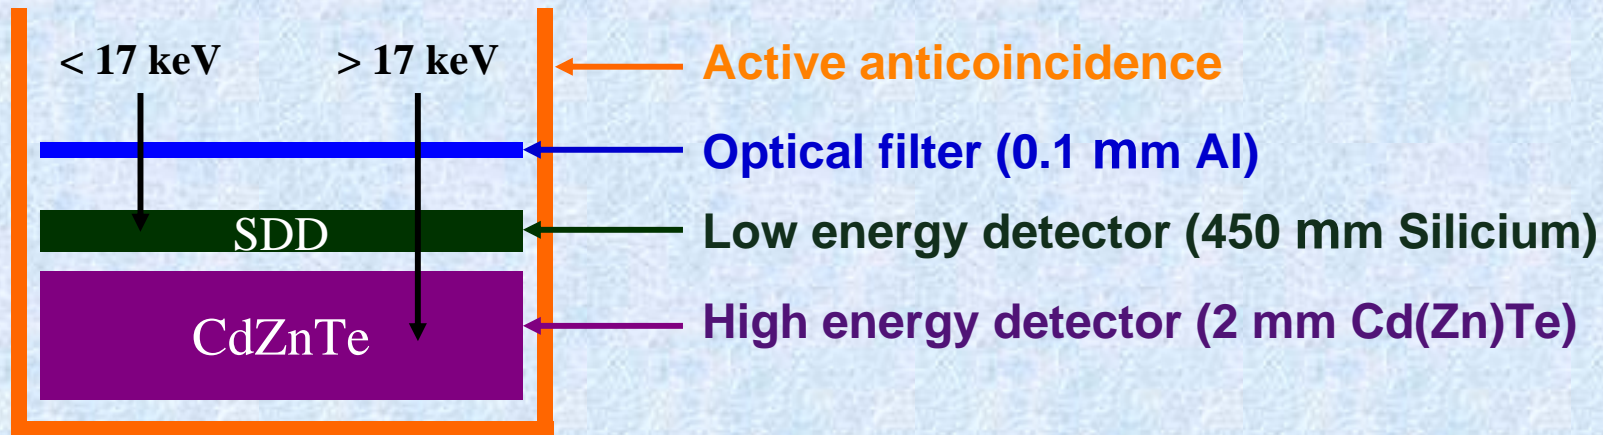 < 17 keV > 17 keV
Active anticoincidence
Optical filter (0.1 mm Al)
SDD
Low energy detector (450 mm Silicium)
CdZnTe
High energy detector (2 mm Cd(Zn)Te)